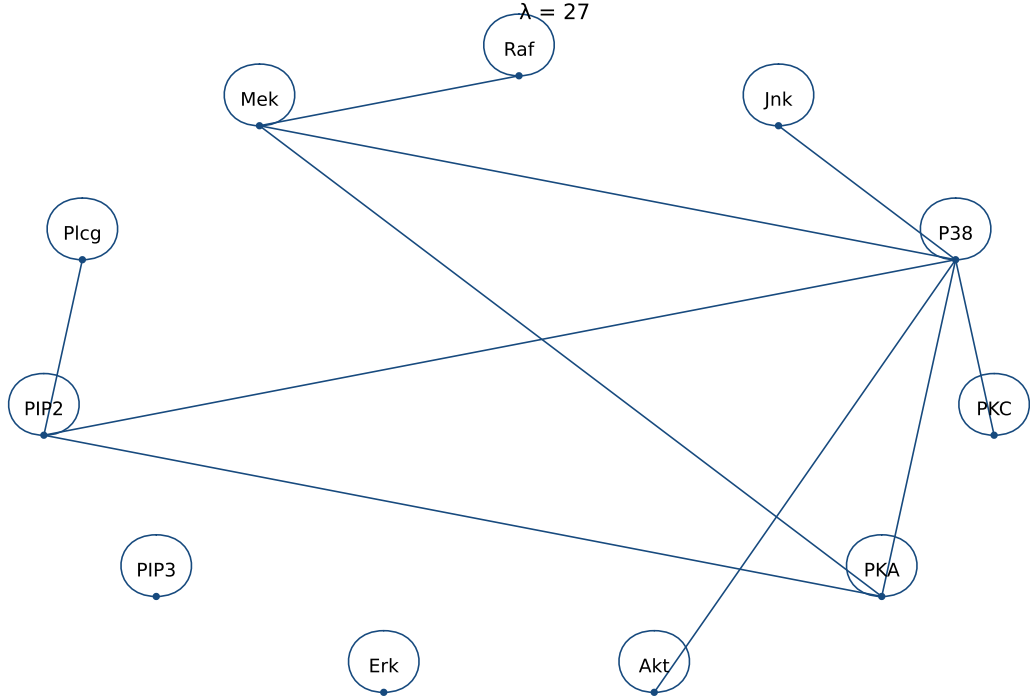 λ = 27
Raf
Mek
Jnk
Plcg
P38
PIP2
PKC
PIP3
PKA
Erk
Akt